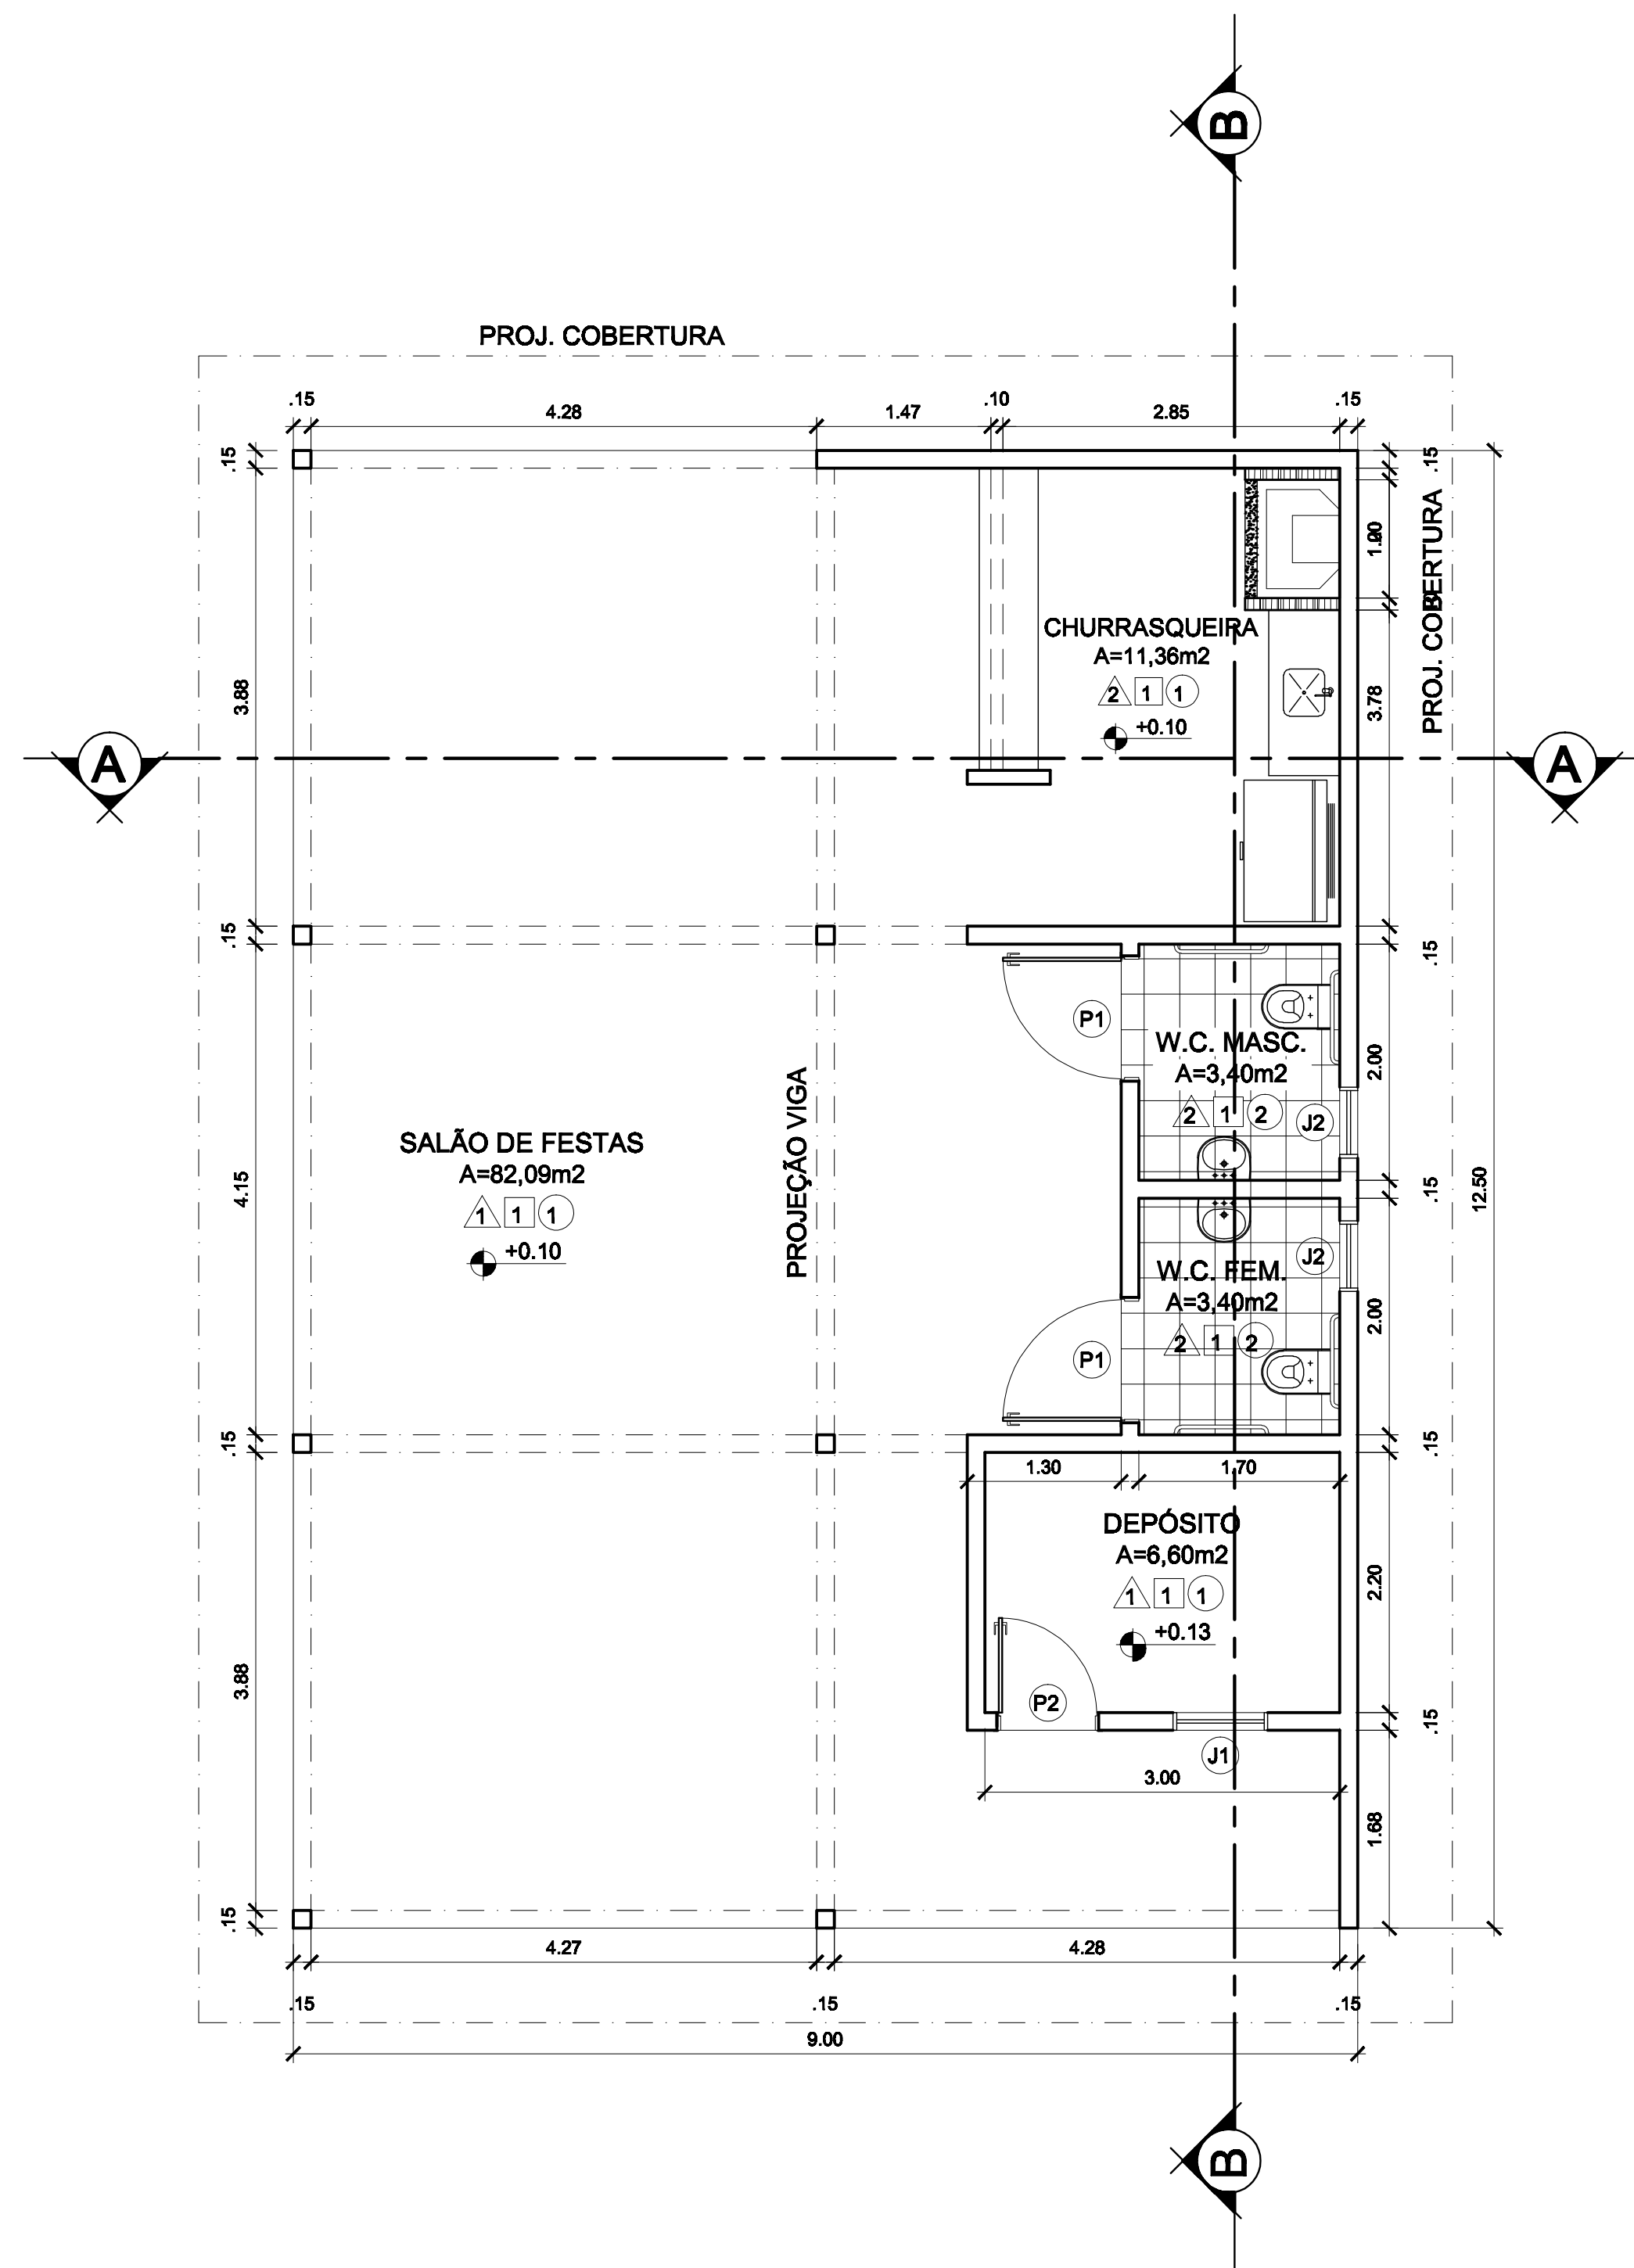 B
PROJ. COBERTURA
.15
4.28
1.47
.10
2.85
.15
.15
.15
PROJ. COBERTURA
CHURRASQUEIRA
A=11,36m2
2 1 1
+0.10
3.88
3.78
A
A
.15
.15
P1
W.C. MASC.
A=3,40m2
2 1 2
J2
2.00
SALÃO DE FESTAS
A=82,09m2
1 1 1
+0.10
PROJEÇÃO VIGA
4.15
.15
12.50
J2
W.C. FEM.
A=3,40m2
2 1 2
P1
2.00
.15
.15
1.30
1.70
DEPÓSITO
A=6,60m2
1 1 1
+0.13
2.20
3.88
P2
J1
.15
3.00
1.68
.15
4.27
4.28
.15
.15
.15
9.00
B